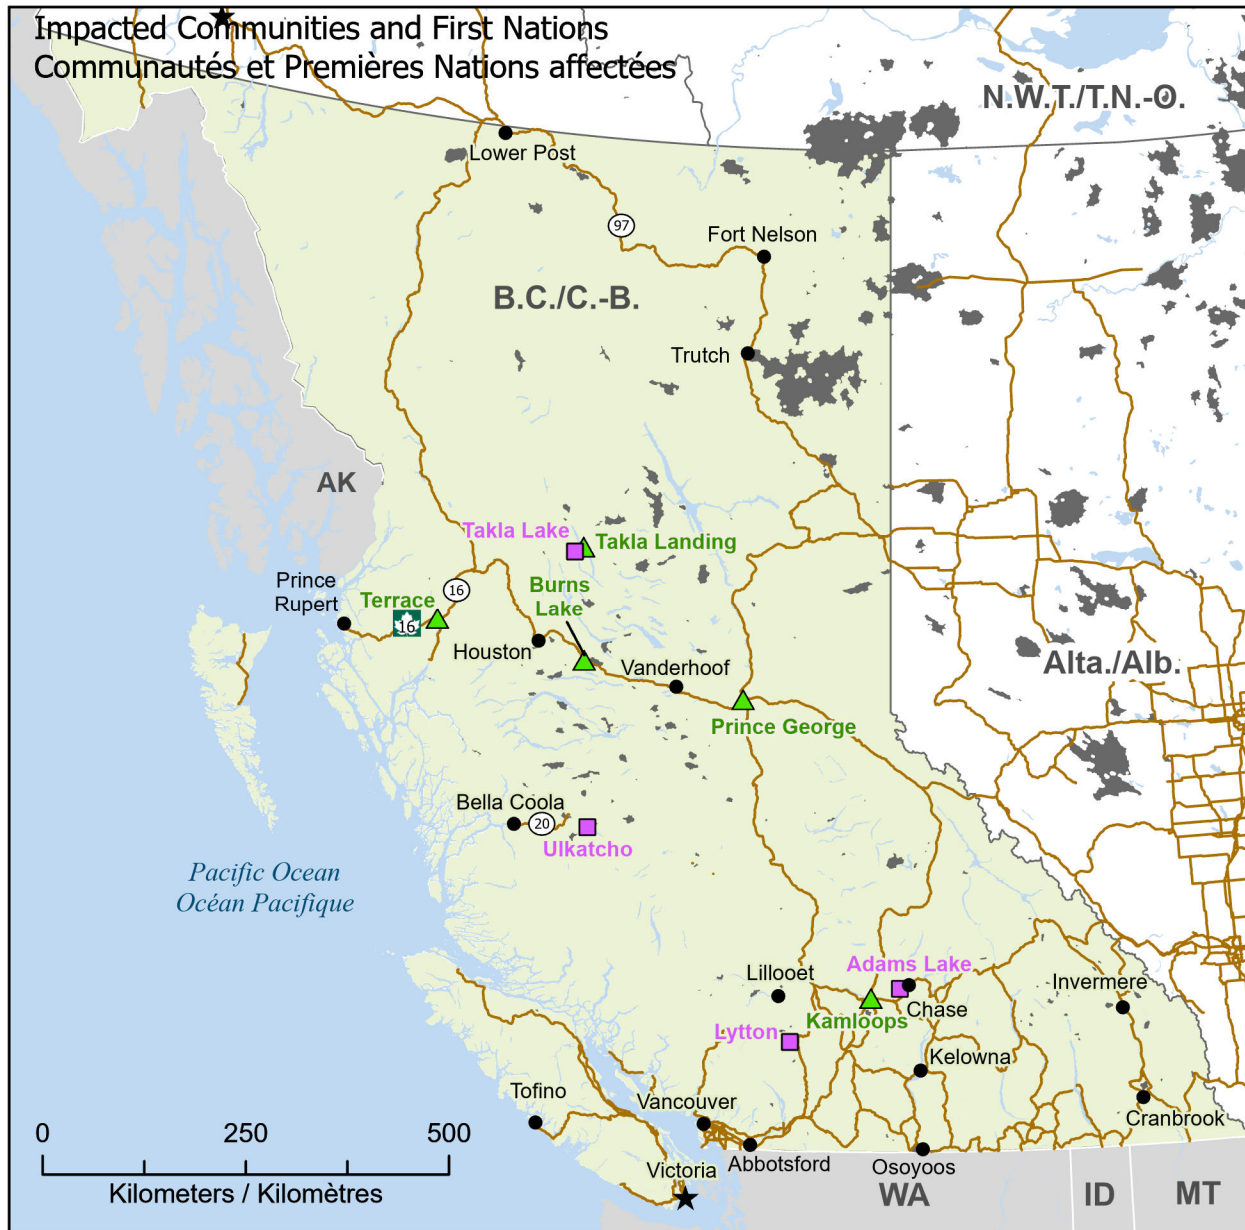 Impacted Communities and First Nations
Communautés et Premières Nations affectées
N.W.T./T.N.-O.
Lower Post
97
Fort Nelson
B.C./C.-B.
Trutch
AK
Takla Lake
Takla Landing
Prince
Rupert
Terrace
16
16
Burns
Lake
Houston
Vanderhoof
Alta./Alb.
Prince George
Bella Coola
20
Ulkatcho
Pacific Ocean
Océan Pacifique
Lillooet
Adams Lake
Invermere
Chase
Kamloops
Lytton
Kelowna
Tofino
Vancouver
Cranbrook
0 250 500
Kilometers / Kilomètres
Victoria
Abbotsford
Osoyoos
WA
ID
MT